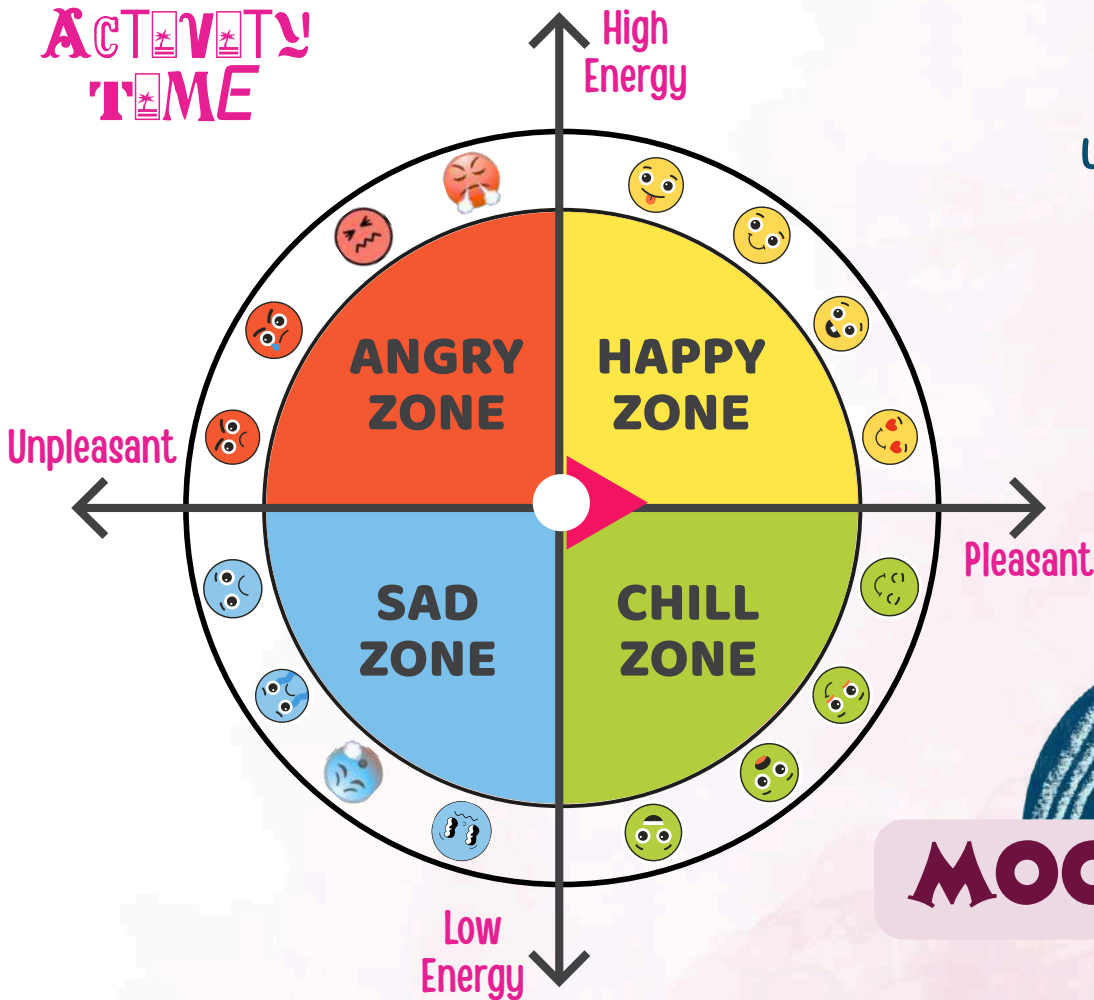 ACTIVITY
TIME
High
Energy
ANGRY
ZONE
HAPPY
ZONE
Unpleasant
Pleasant
SAD
ZONE
CHILL
ZONE
Low
Energy